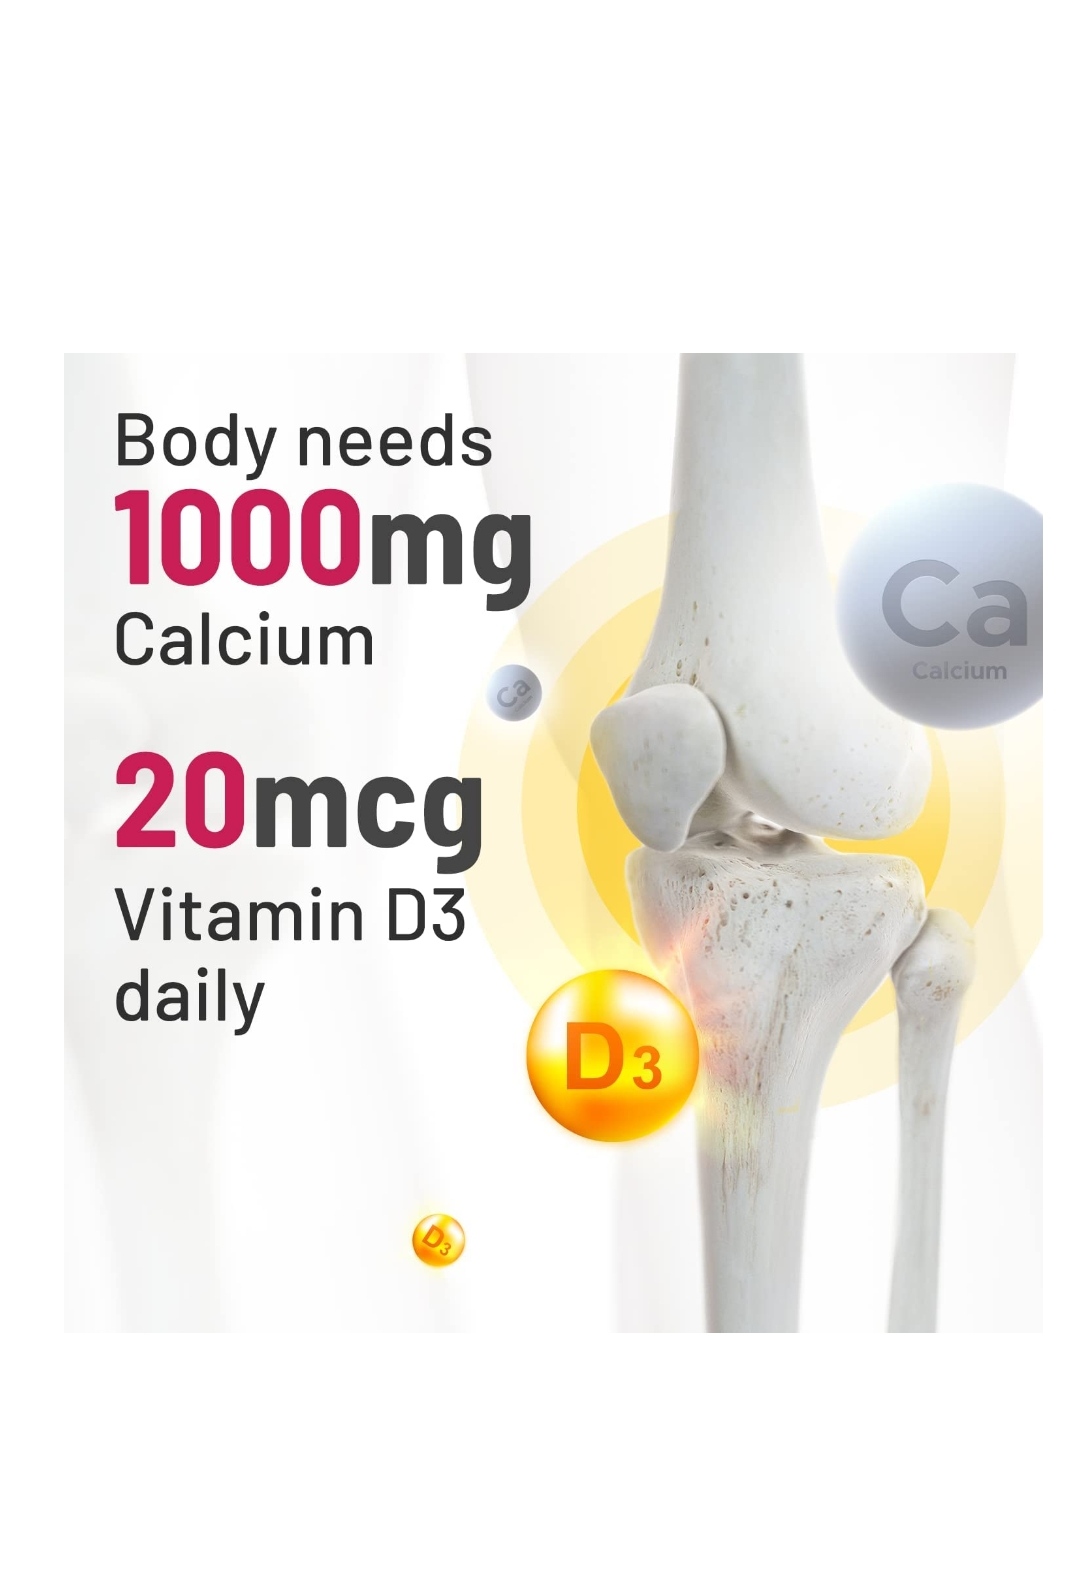 Body needs
1000mg
Calcium
20mcg
Vitamin D3
daily
Ca
Calcium
Ca
D3
D3